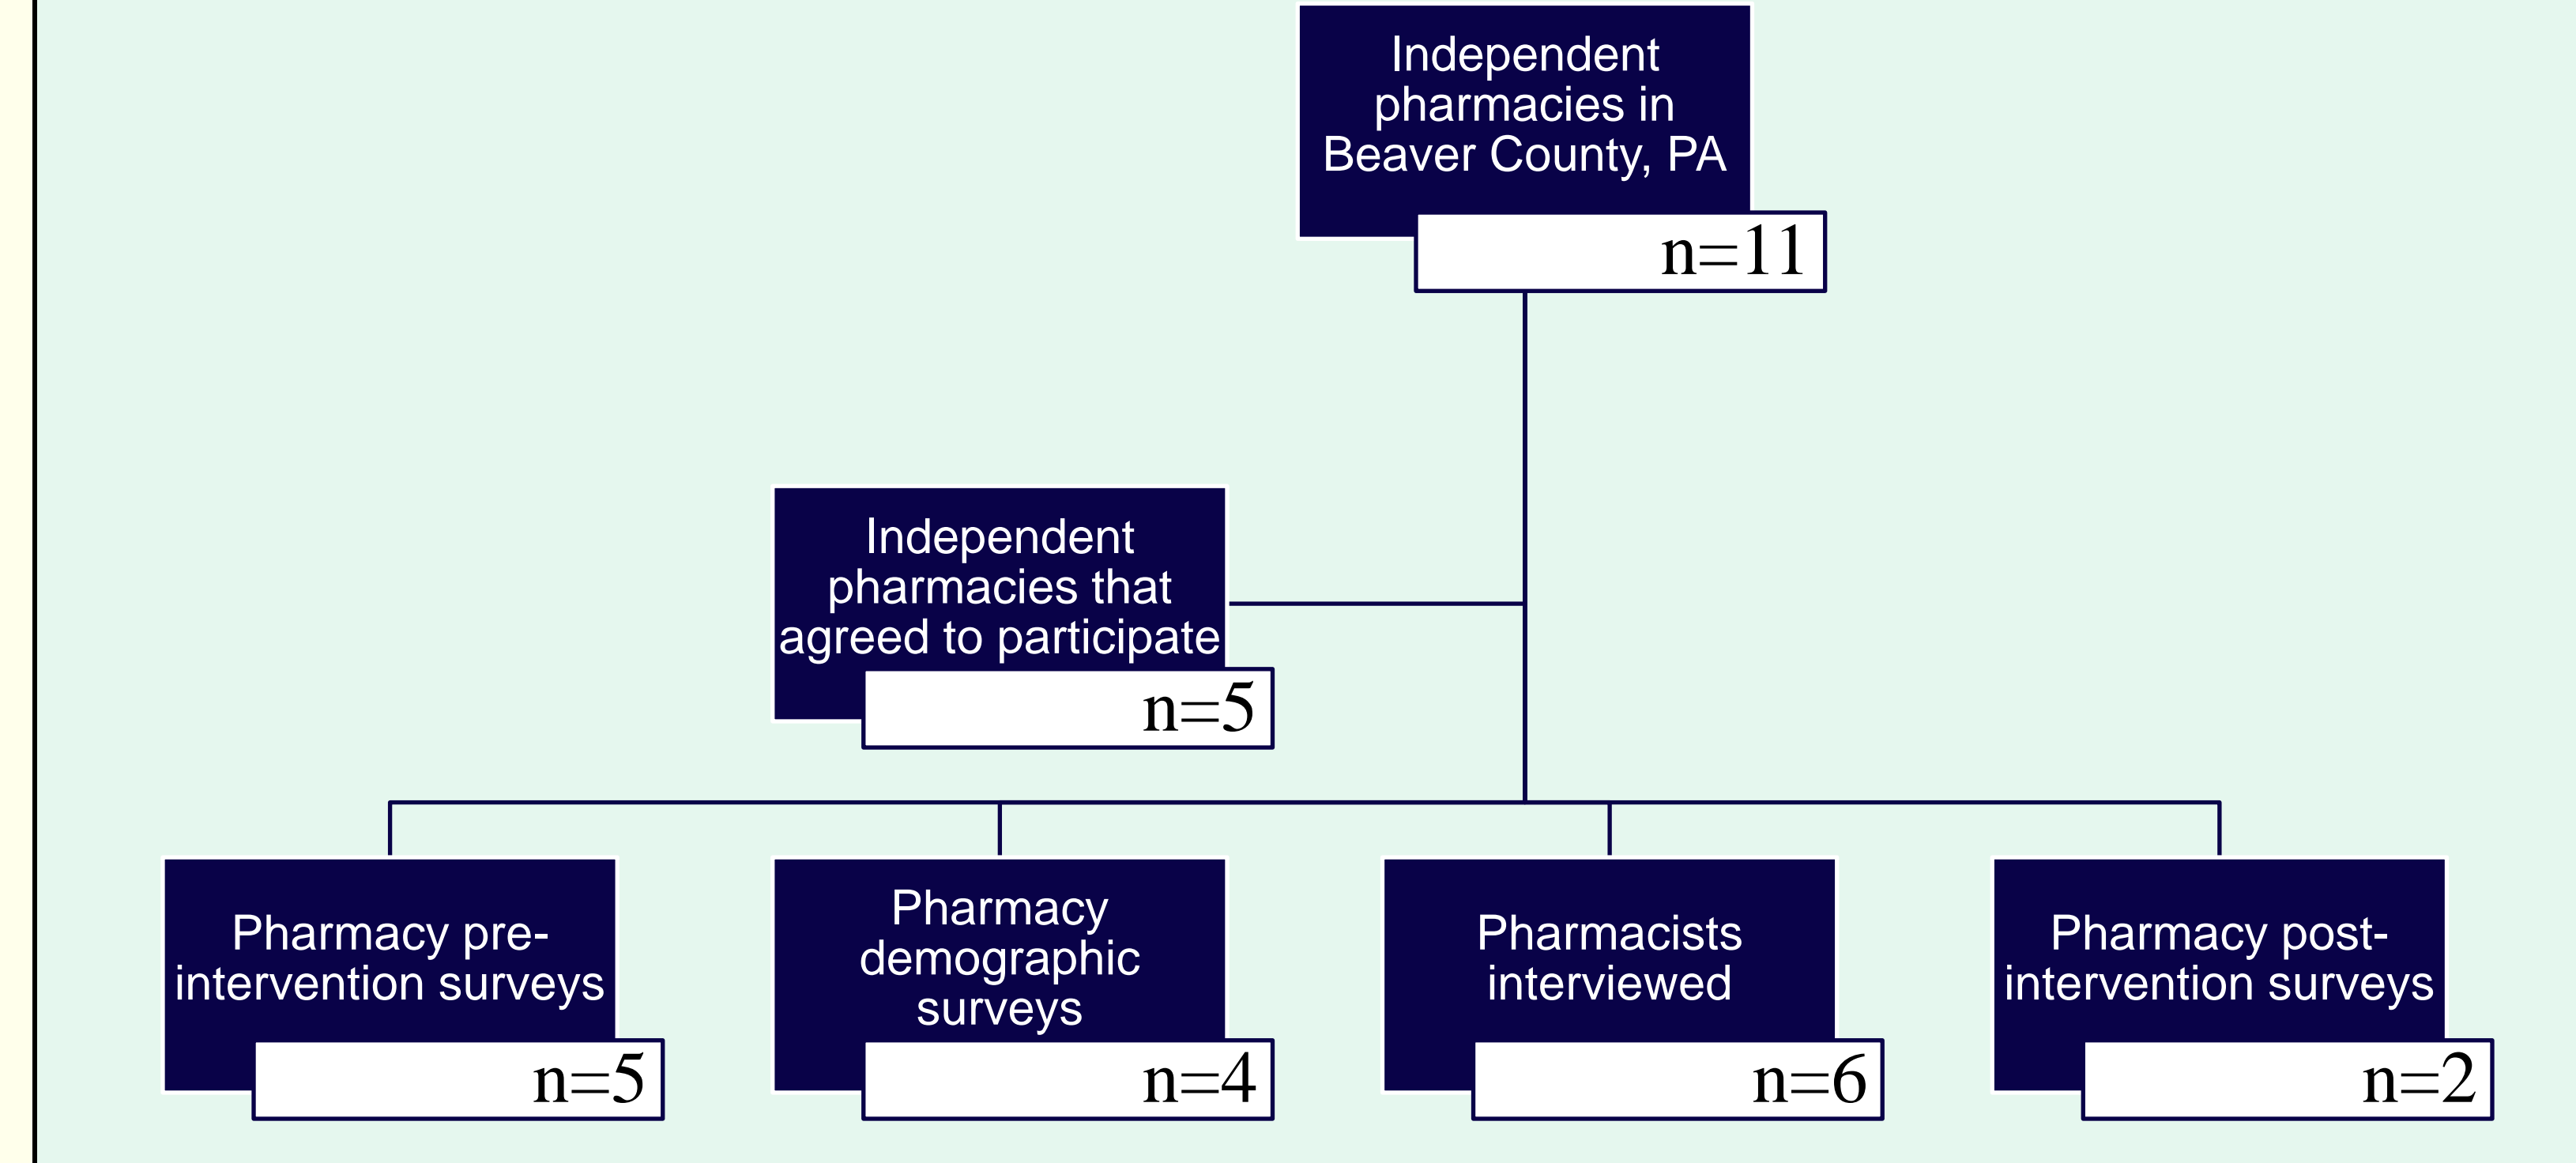 Independent
pharmacies in
Beaver County, PA
n=11
Independent
pharmacies that
agreed to participate
n=5
Pharmacy pre-
intervention surveys
n=5
Pharmacy
demographic
surveys
n=4
Pharmacists
interviewed
n=6
Pharmacy post-
intervention surveys
n=2